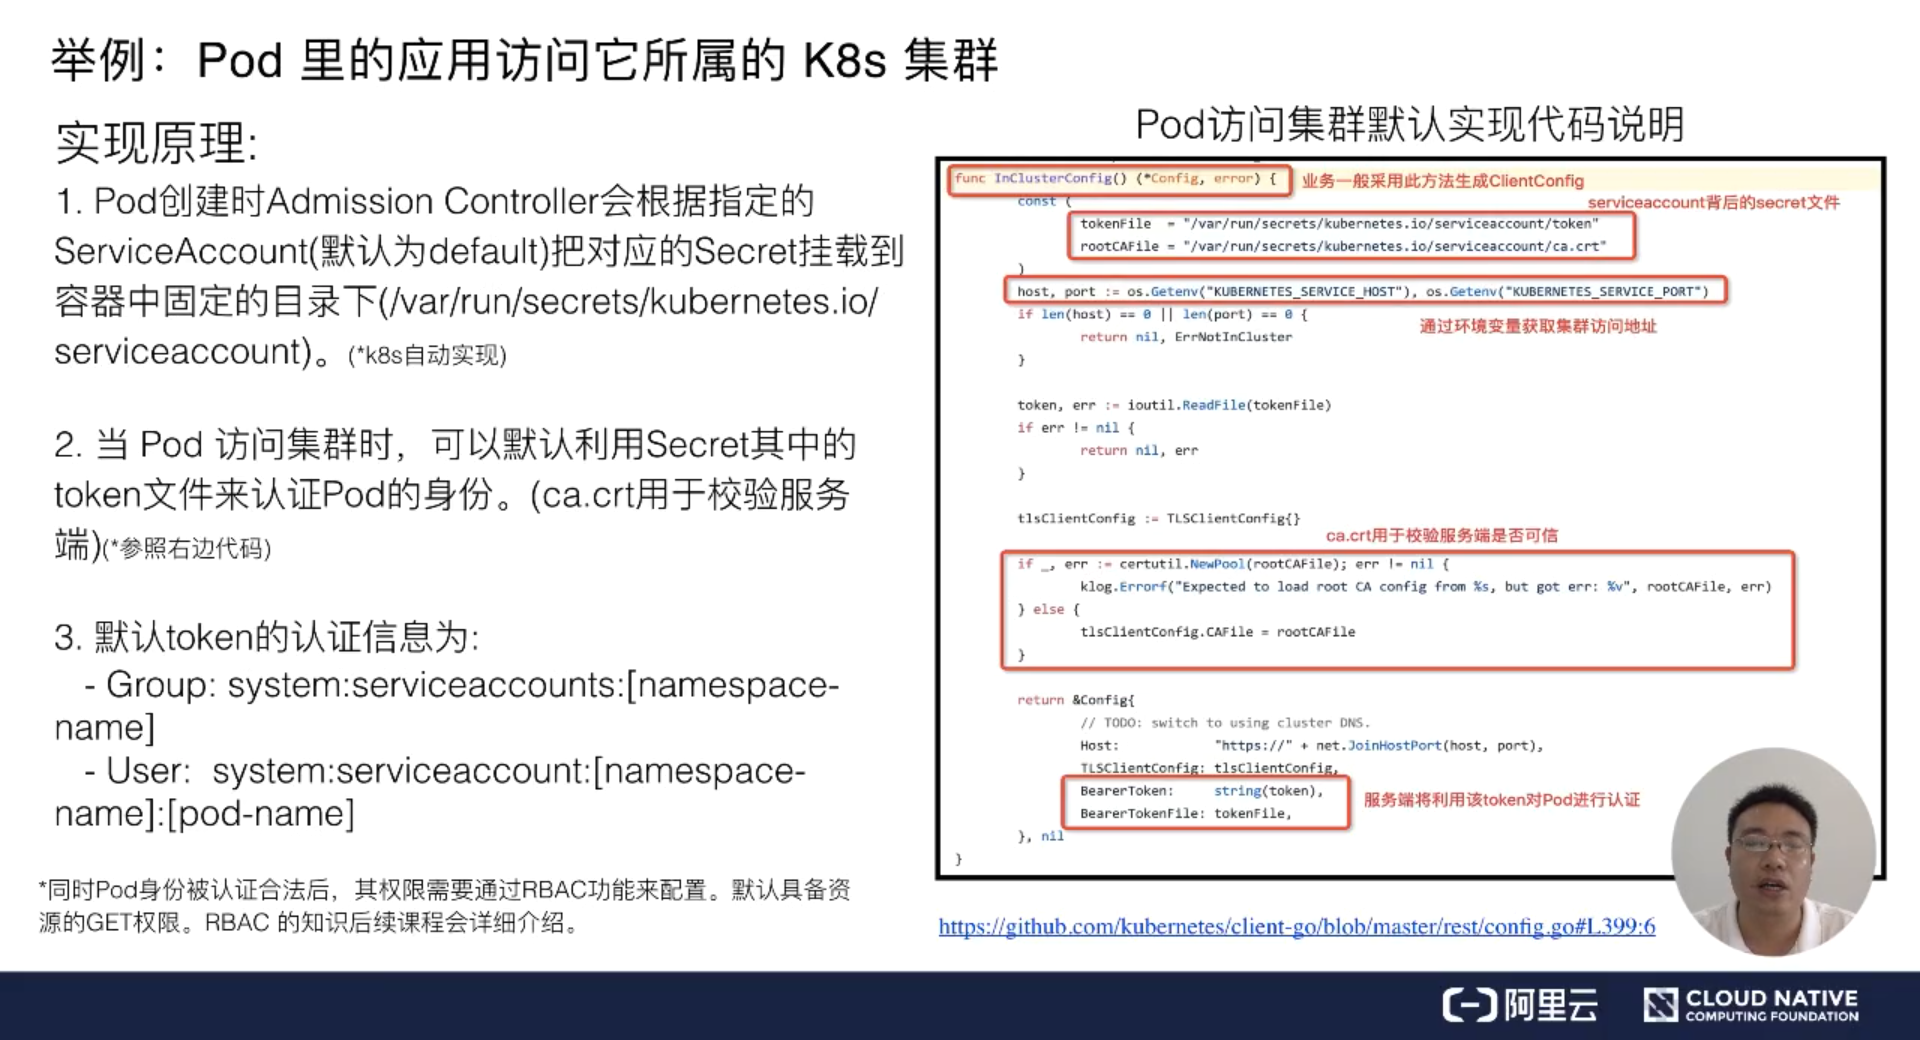 举例：Pod 里的应用访问它所属的 K8s 集群
实现原理:
1. Pod创建时Admission Controller会根据指定的
ServiceAccount(默认为default)把对应的Secret挂载到
容器中固定的目录下(/var/run/secrets/kubernetes.io/
serviceaccount)。(*k8s自动实现)
2. 当 Pod 访问集群时，可以默认利用Secret其中的
token文件来认证Pod的身份。(ca.crt用于校验服务
端)(*参照右边代码)
3. 默认token的认证信息为:
- Group: system:serviceaccounts:[namespace-
name]
- User: system:serviceaccount:[namespace-
name]:[pod-name]
*同时Pod身份被认证合法后，其权限需要通过RBAC功能来配置。默认具备资
源的GET权限。RBAC 的知识后续课程会详细介绍。
Pod访问集群默认实现代码说明
func InClusterConfig() (*Config, error) { 业务一般采用此方法生成ClientConfig
const ( serviceaccount背后的secret文件
tokenFile = "/var/run/secrets/kubernetes.io/serviceaccount/token"
rootCAFile = "/var/run/secrets/kubernetes.io/serviceaccount/ca.crt"
)
host, port := os.Getenv("KUBERNETES_SERVICE_HOST"), os.Getenv("KUBERNETES_SERVICE_PORT")
if len(host) == 0 || len(port) == 0 {
通过环境变量获取集群访问地址
return nil, ErrNotInCluster
}
token, err := ioutil.ReadFile(tokenFile)
if err != nil {
return nil, err
}
tlsClientConfig := TLSClientConfig{}
ca.crt用于校验服务端是否可信
if _, err := certutil.NewPool(rootCAFile); err != nil {
klog.Errorf("Expected to load root CA config from %s, but got err: %v", rootCAFile, err)
} else {
tlsClientConfig.CAFile = rootCAFile
}
return &Config{
// TODO: switch to using cluster DNS.
Host: "https://" + net.JoinHostPort(host, port),
TLSClientConfig: tlsClientConfig,
BearerToken: string(token), 服务端将利用该token对Pod进行认证
BearerTokenFile: tokenFile,
}, nil
}
https://github.com/kubernetes/client-go/blob/master/rest/config.go#L399:6
阿里云
CLOUD NATIVE
COMPUTING FOUNDATION